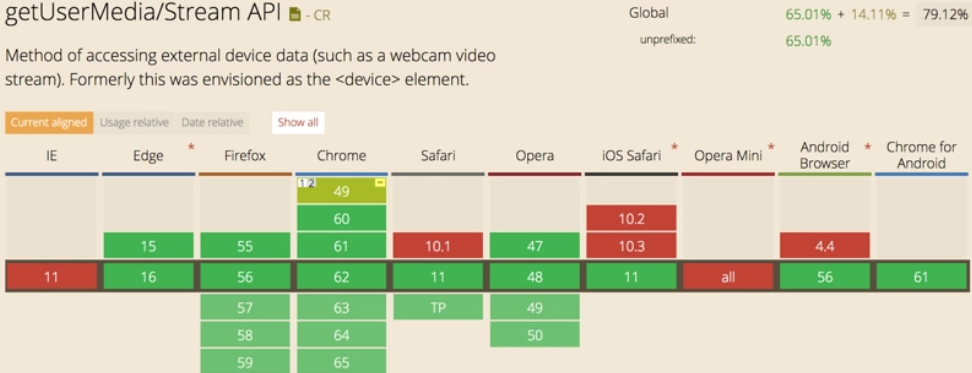 getUserMedia/Stream API - CR
Global 65.01% + 14.11% = 79.12%
unprefixed: 65.01%
Method of accessing external device data (such as a webcam video
stream). Formerly this was envisioned as the <device> element.
Current aligned Usage relative Date relative Show all
IE Edge * Firefox Chrome Safari Opera iOS Safari * Opera Mini * Android Browser * Chrome for Android
1 2 49 -
60 10.2
15 55 61 10.1 47 10.3 4.4
11 16 56 62 11 48 11 all 56 61
57 63 TP 49
58 64 50
59 65